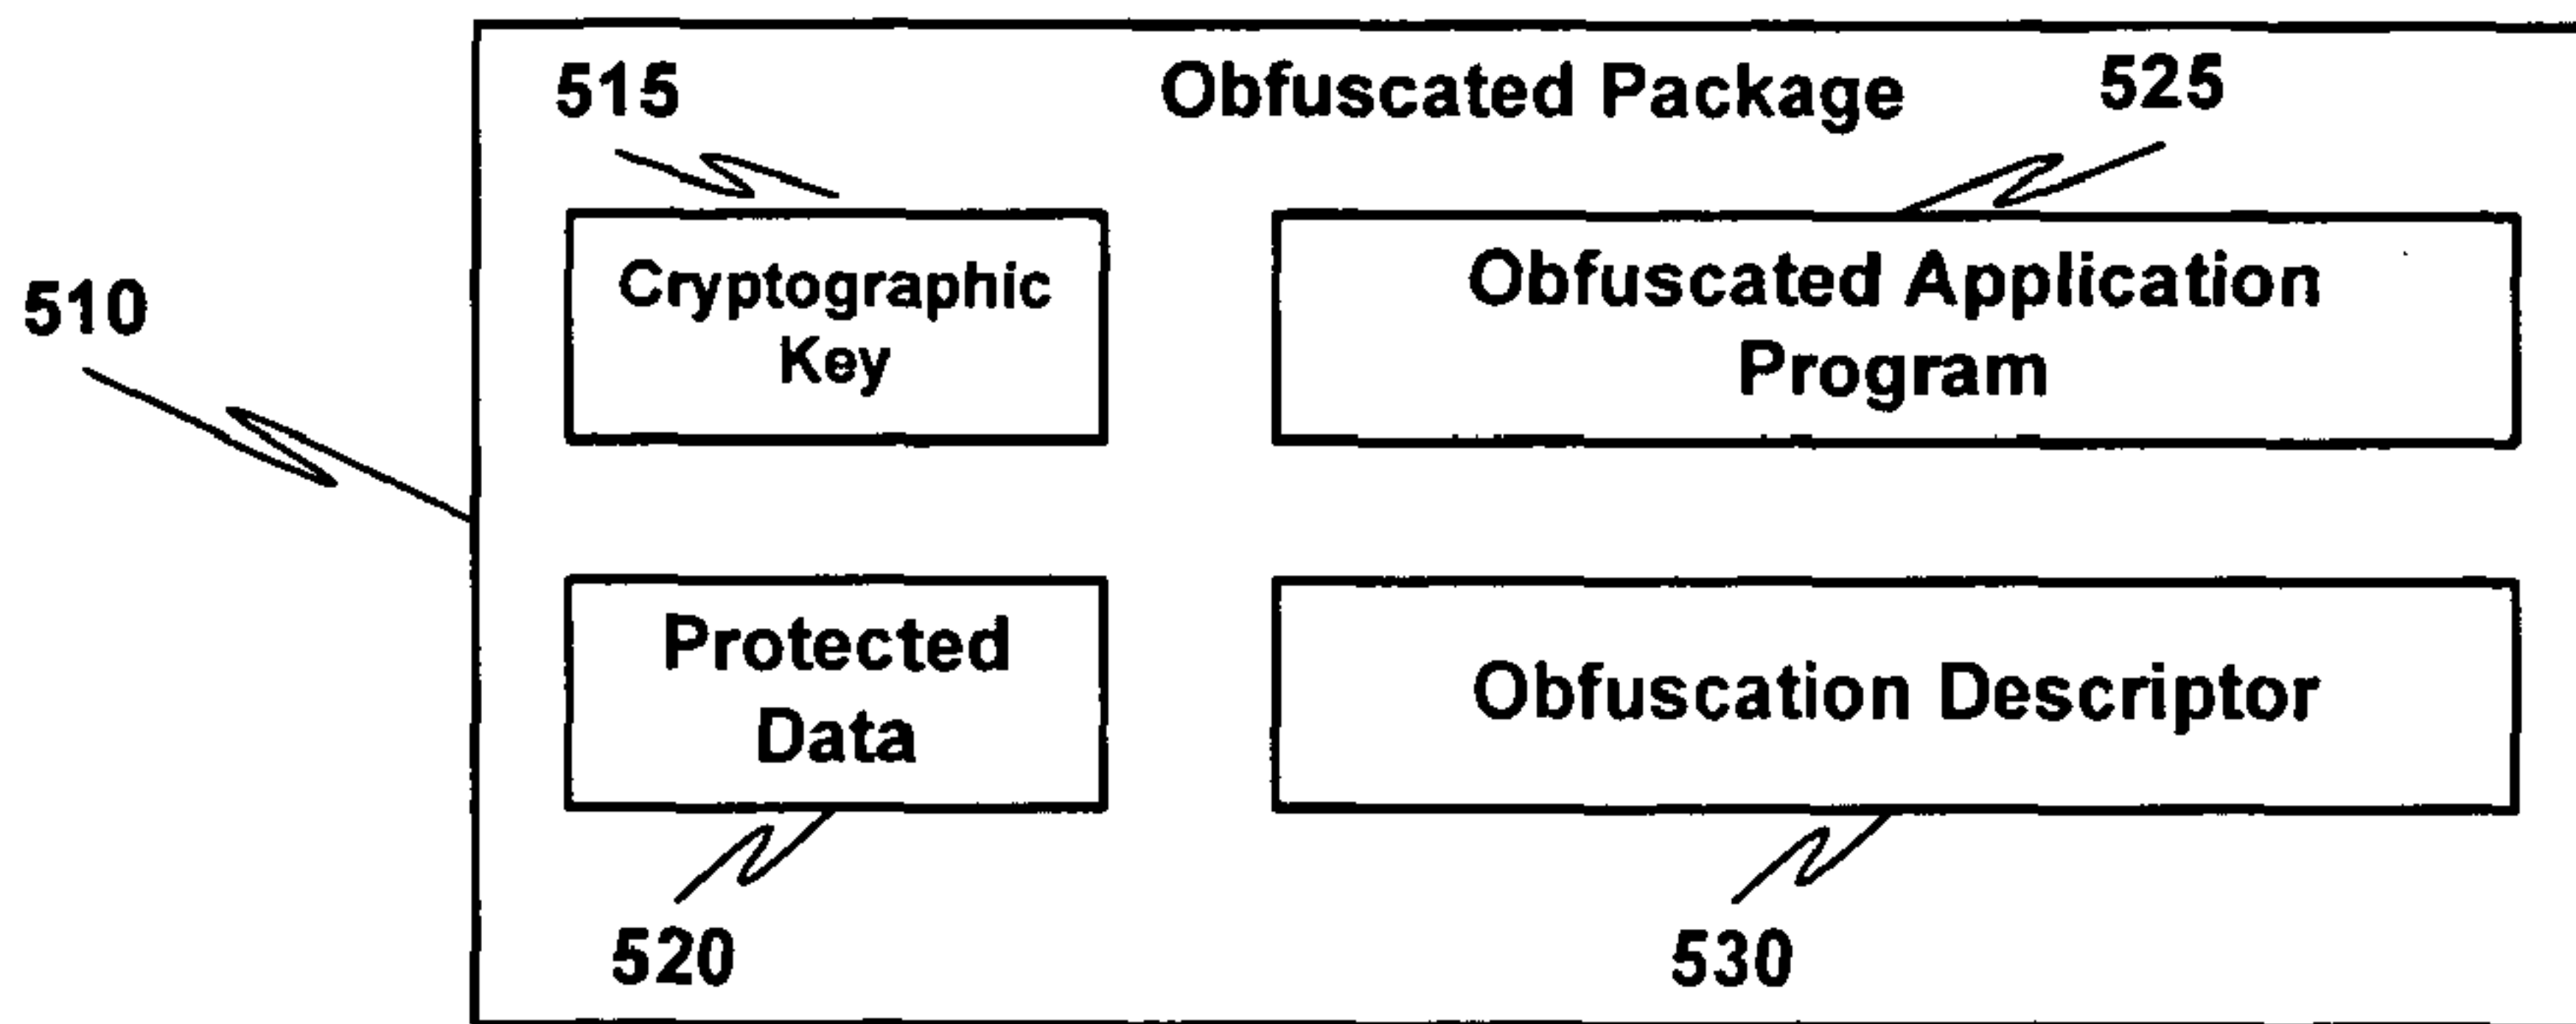 515
Obfuscated Package
525
510
Cryptographic
Key
Obfuscated Application
Program
Protected
Data
Obfuscation Descriptor
520
530